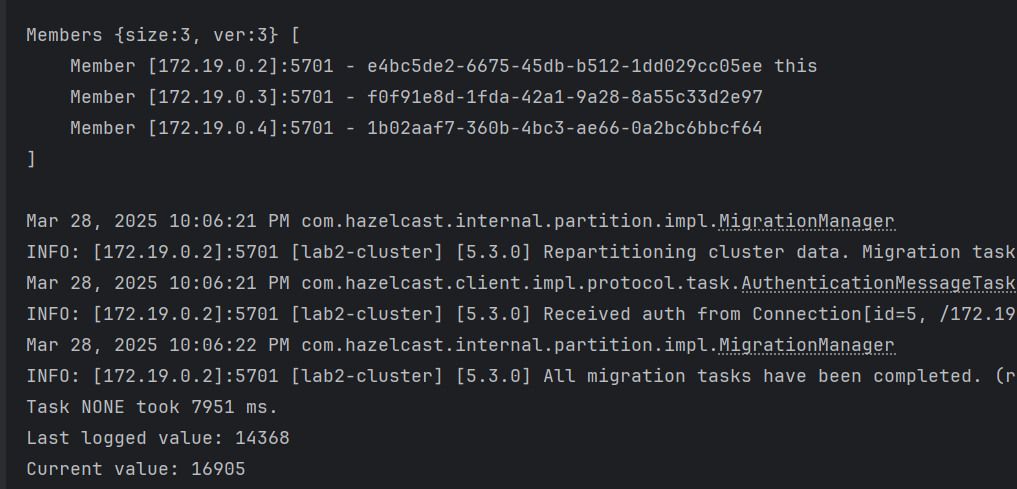 Members {size:3, ver:3} [
Member [172.19.0.2]:5701 - e4bc5de2-6675-45db-b512-1dd029cc05ee this
Member [172.19.0.3]:5701 - f0f91e8d-1fda-42a1-9a28-8a55c33d2e97
Member [172.19.0.4]:5701 - 1b02aaf7-360b-4bc3-ae66-0a2bc6bbcf64
]
Mar 28, 2025 10:06:21 PM com.hazelcast.internal.partition.impl.MigrationManager
INFO: [172.19.0.2]:5701 [lab2-cluster] [5.3.0] Repartitioning cluster data. Migration task
Mar 28, 2025 10:06:21 PM com.hazelcast.client.impl.protocol.task.AuthenticationMessageTask
INFO: [172.19.0.2]:5701 [lab2-cluster] [5.3.0] Received auth from Connection[id=5, /172.19
Mar 28, 2025 10:06:22 PM com.hazelcast.internal.partition.impl.MigrationManager
INFO: [172.19.0.2]:5701 [lab2-cluster] [5.3.0] All migration tasks have been completed. (r
Task NONE took 7951 ms.
Last logged value: 14368
Current value: 16905